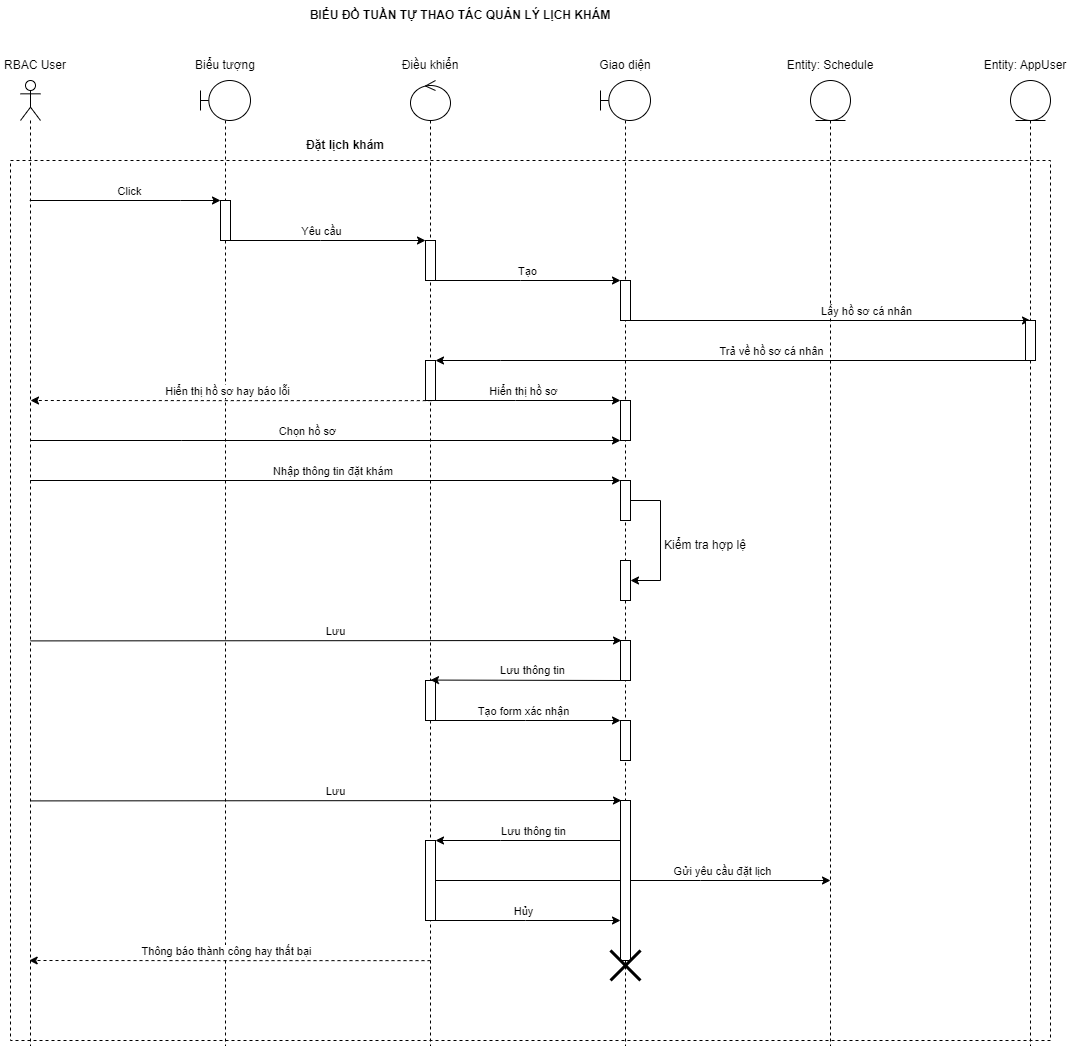 BIỂU ĐỒ TUẦN TỰ THAO TÁC QUẢN LÝ LỊCH KHÁM
RBAC User
Biểu tượng
Điều khiển
Giao diện
Entity: Schedule
Entity: AppUser
Đặt lịch khám
Click
Yêu cầu
Tạo
Lấy hồ sơ cá nhân
Trả về hồ sơ cá nhân
Hiển thị hồ sơ hay báo lỗi
Hiển thị hồ sơ
Chọn hồ sơ
Nhập thông tin đặt khám
Kiểm tra hợp lệ
Lưu
Lưu thông tin
Tạo form xác nhận
Lưu
Lưu thông tin
Gửi yêu cầu đặt lịch
Hủy
Thông báo thành công hay thất bại